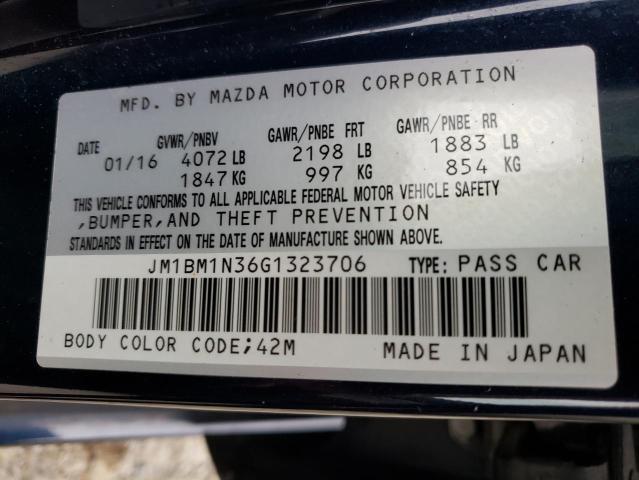 MFD. BY MAZDA MOTOR CORPORATION
DATE GVWR/PNBV GAWR/PNBE FRT GAWR/PNBE RR
01/16 4072 LB 2198 LB 1883 LB
1847 KG 997 KG 854 KG
THIS VEHICLE CONFORMS TO ALL APPLICABLE FEDERAL MOTOR VEHICLE SAFETY
,BUMPER,AND THEFT PREVENTION
STANDARDS IN EFFECT ON THE DATE OF MANUFACTURE SHOWN ABOVE.
JM1BM1N36G1323706 TYPE: PASS CAR
BODY COLOR CODE;42M MADE IN JAPAN